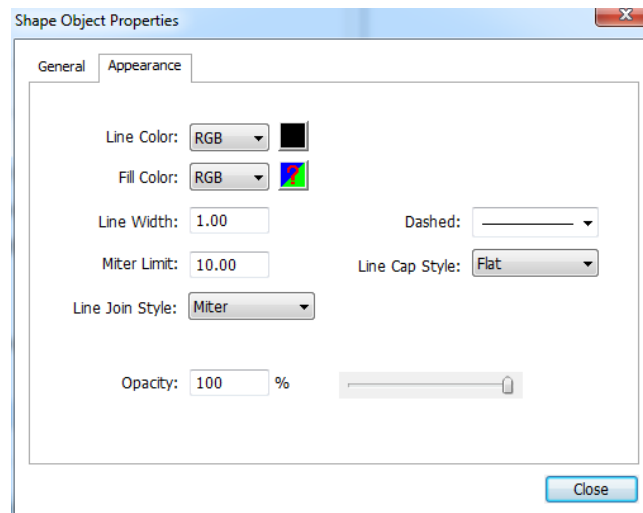 Shape Object Properties
General Appearance
Line Color: RGB
Fill Color: RGB ?
Line Width: 1.00 Dashed:
Miter Limit: 10.00 Line Cap Style: Flat
Line Join Style: Miter
Opacity: 100 %
Close